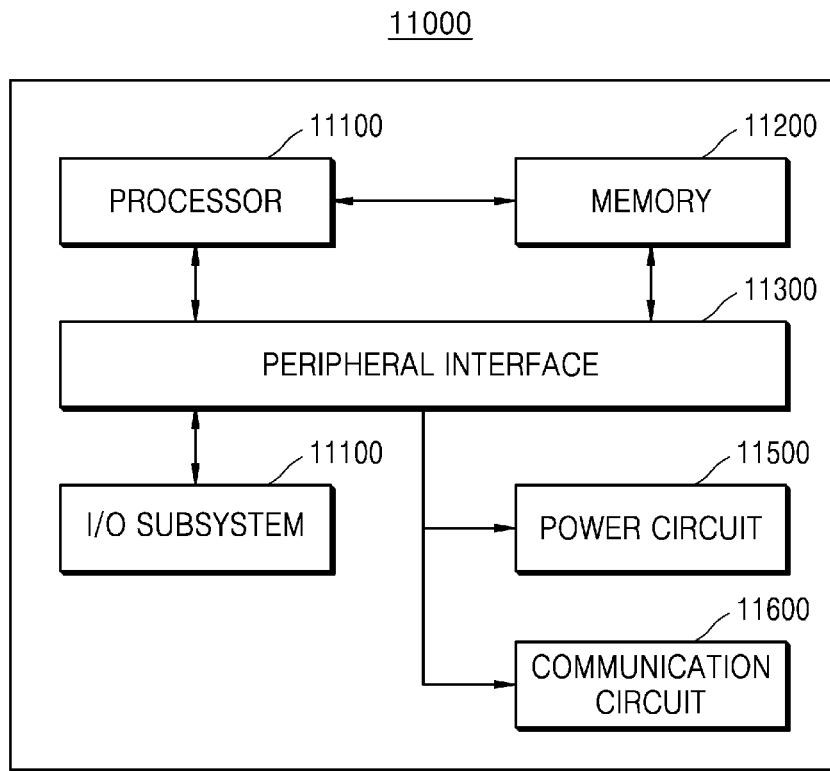 11000
11100
11200
PROCESSOR
MEMORY
11300
PERIPHERAL INTERFACE
11100
11500
I/O SUBSYSTEM
POWER CIRCUIT
11600
COMMUNICATION
CIRCUIT